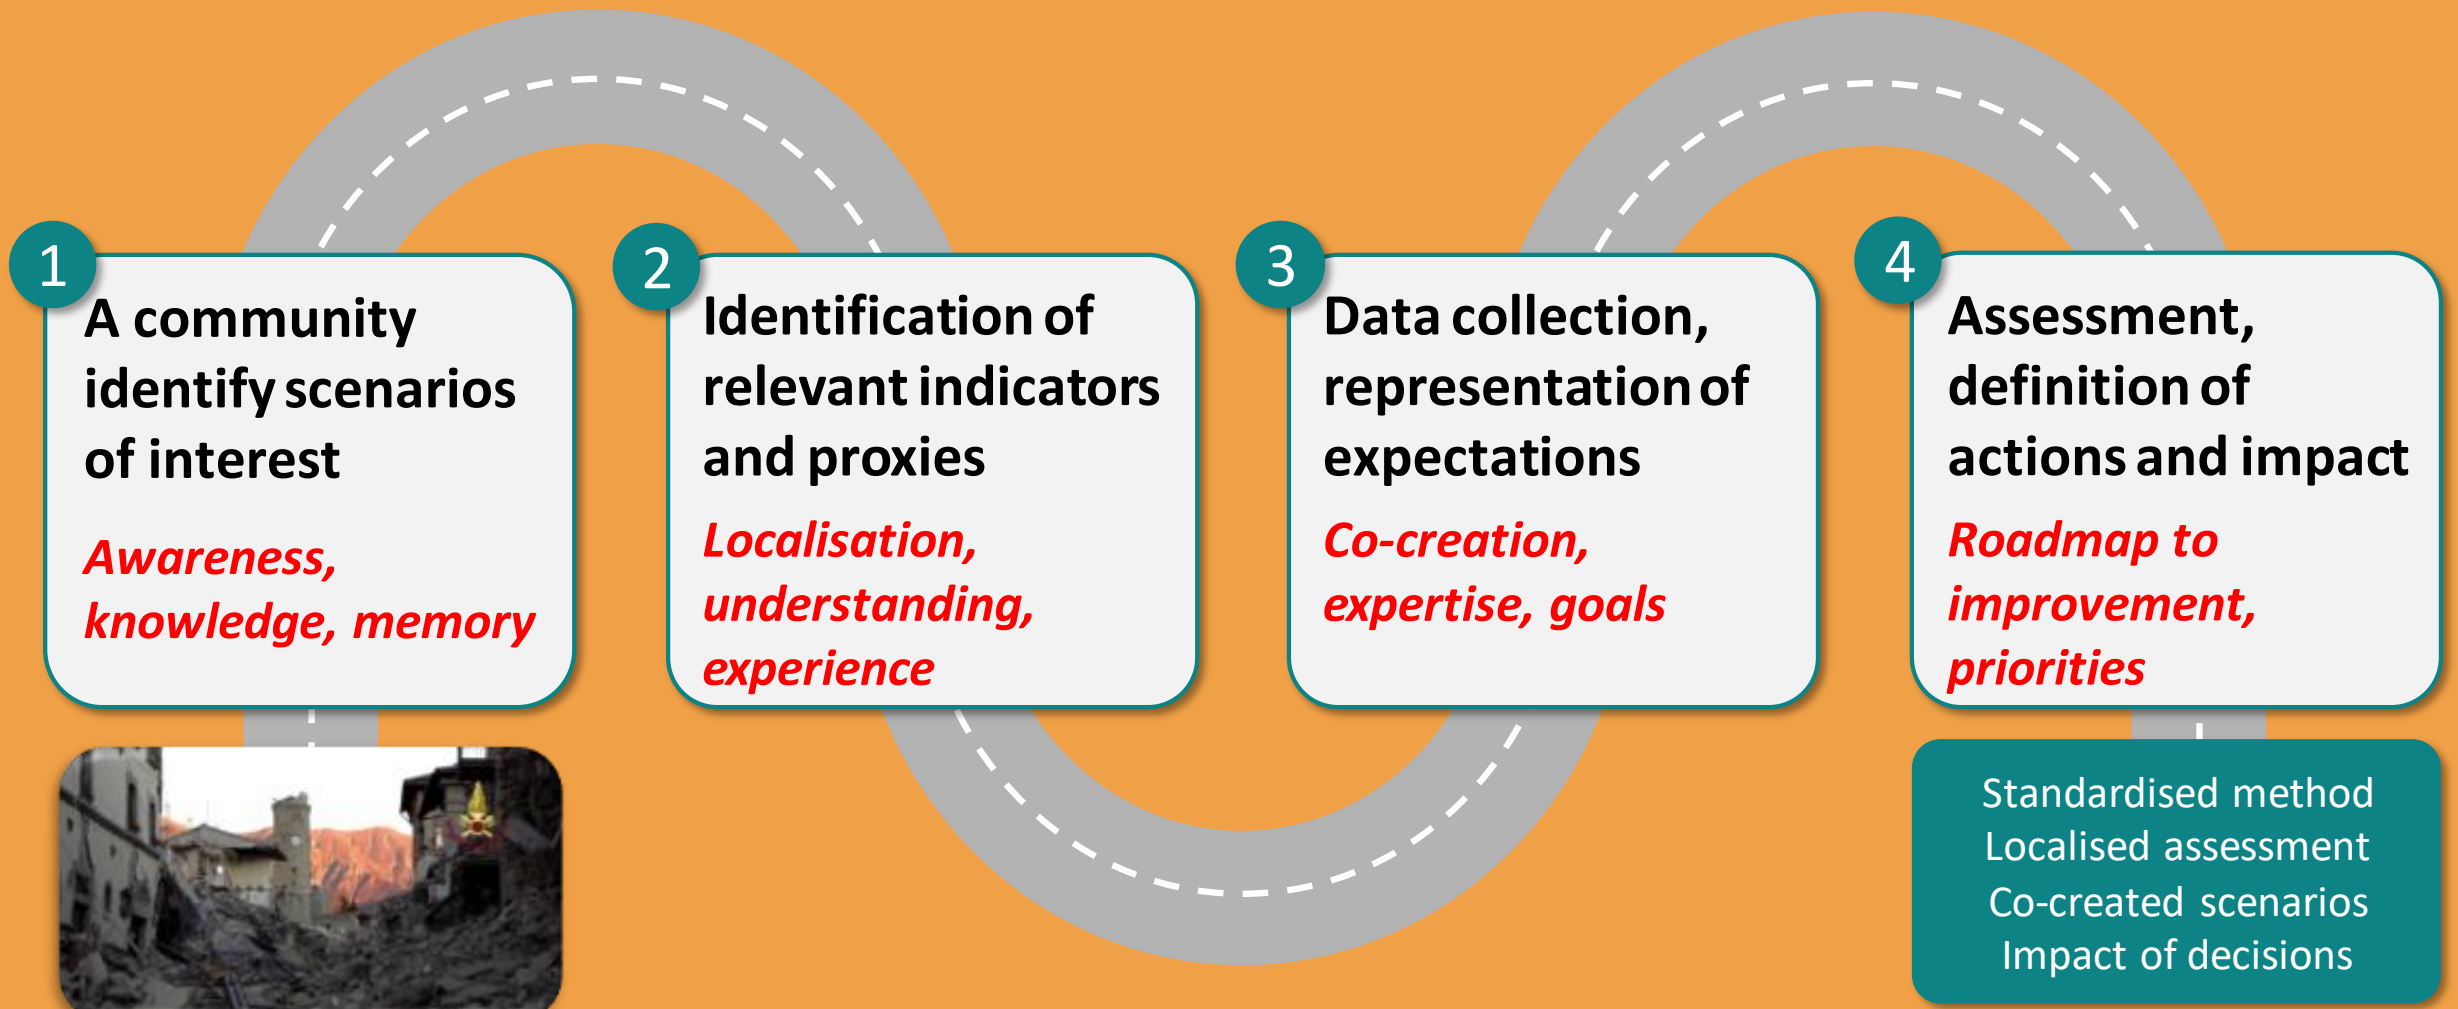 1
A community
identify scenarios
of interest
Awareness,
knowledge, memory
2
Identification of
relevant indicators
and proxies
Localisation,
understanding,
experience
3
Data collection,
representation of
expectations
Co-creation,
expertise, goals
4
Assessment,
definition of
actions and impact
Roadmap to
improvement,
priorities
Standardised method
Localised assessment
Co-created scenarios
Impact of decisions